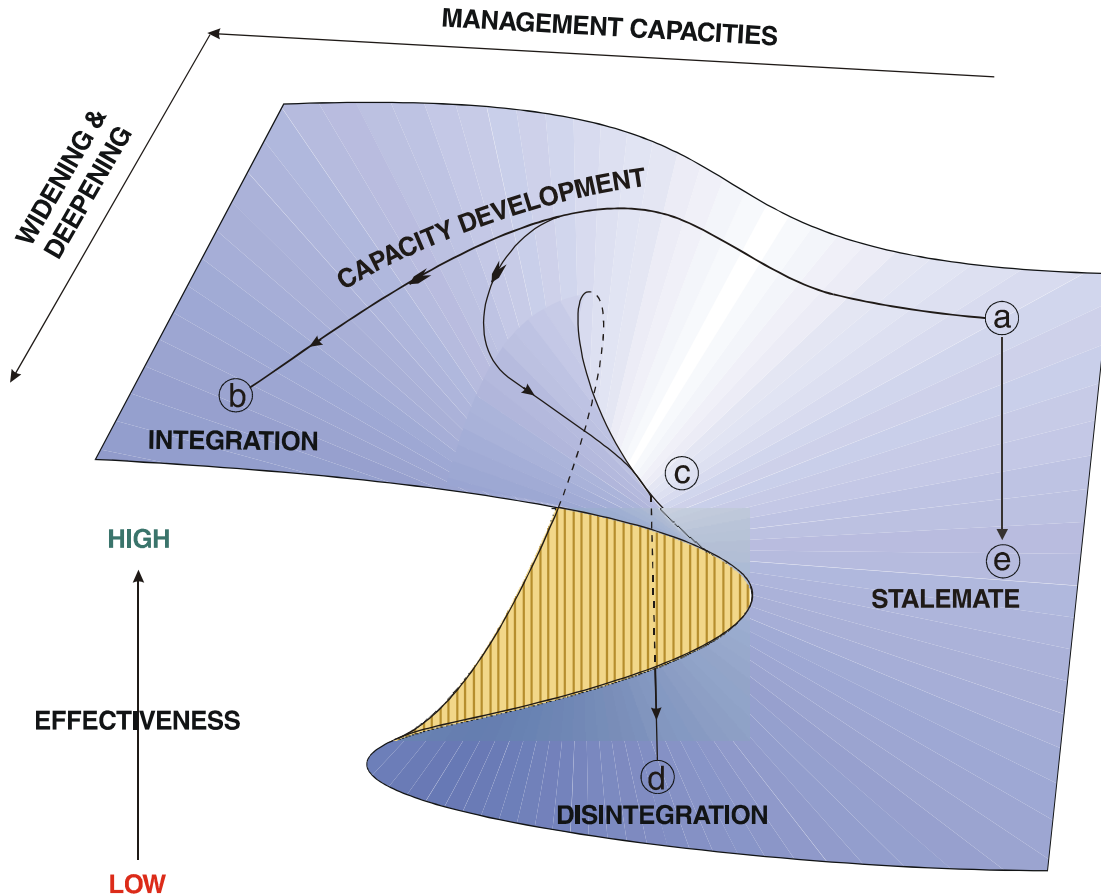 MANAGEMENT CAPACITIES
WIDENING &
DEEPENING
CAPACITY DEVELOPMENT
a
b
INTEGRATION
c
HIGH
e
STALEMATE
EFFECTIVENESS
d
DISINTEGRATION
LOW